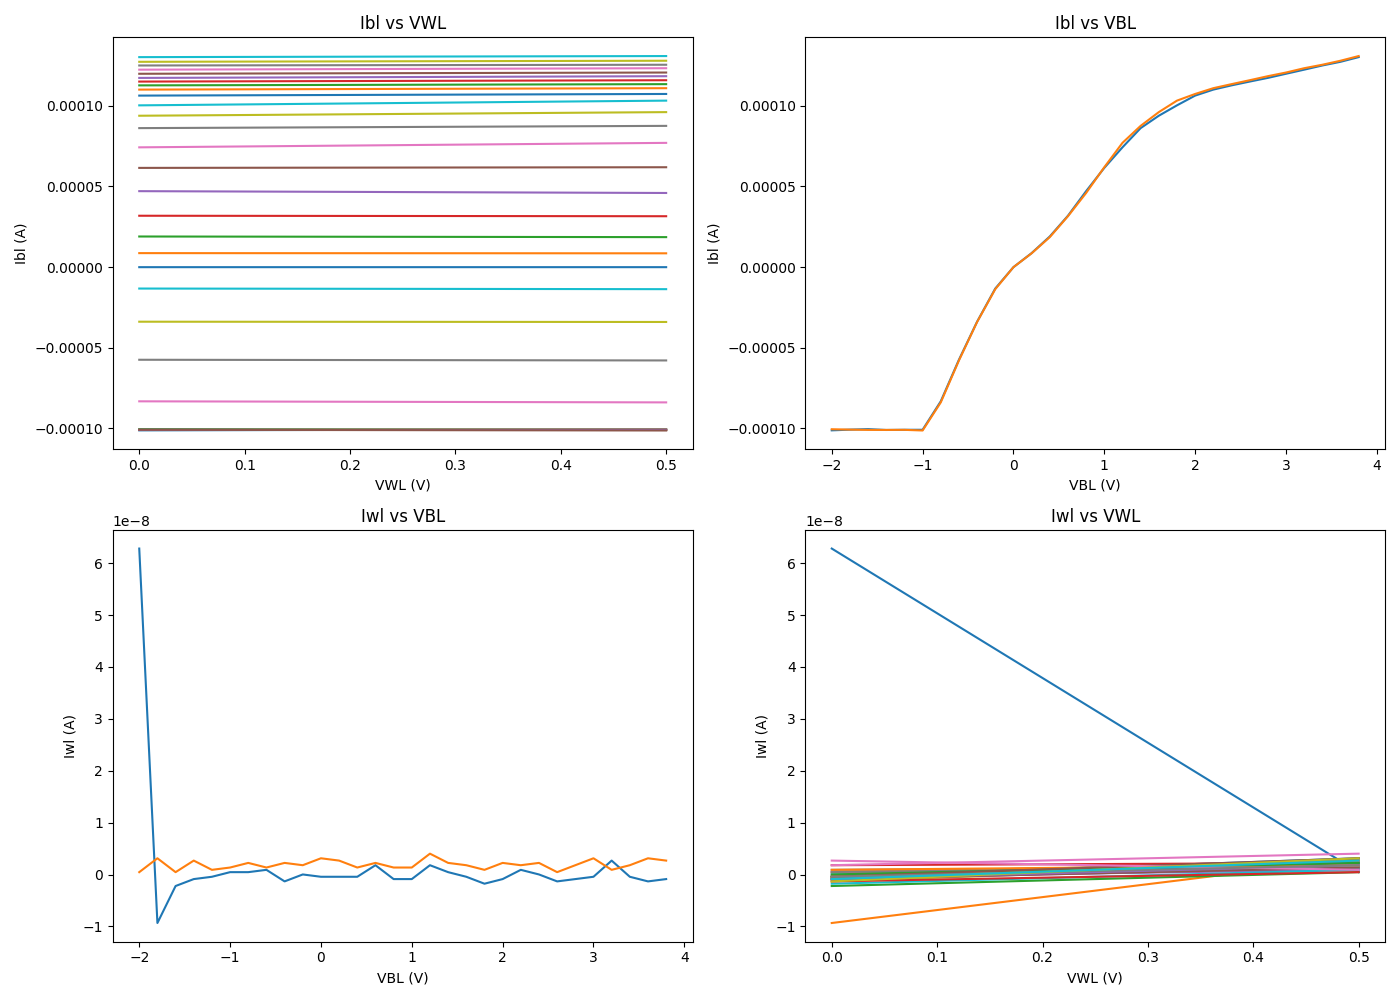 Ibl vs VWL
Ibl (A)
0.00010
0.00005
0.00000
−0.00005
−0.00010
0.0 0.1 0.2 0.3 0.4 0.5
VWL (V)
Ibl vs VBL
Ibl (A)
0.00010
0.00005
0.00000
−0.00005
−0.00010
−2 −1 0 1 2 3 4
VBL (V)
Iwl vs VBL
1e−8
Iwl (A)
6
5
4
3
2
1
0
−1
−2 −1 0 1 2 3 4
VBL (V)
Iwl vs VWL
1e−8
Iwl (A)
6
5
4
3
2
1
0
−1
0.0 0.1 0.2 0.3 0.4 0.5
VWL (V)